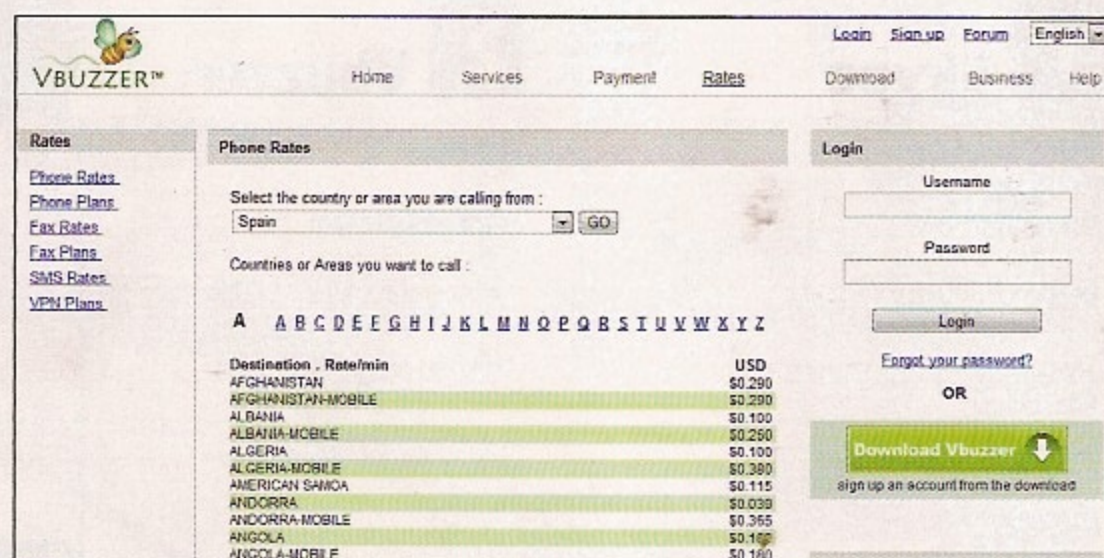 Login Sign up Forum English
VBUZZER™
Home Services Payment Rates Download Business Help
Rates
Phone Rates
Phone Plans
Fax Rates
Fax Plans
SMS Rates
VPN Plans
Phone Rates
Select the country or area you are calling from :
Spain GO
Countries or Areas you want to call :
A A B C D E F G H I J K L M N O P Q R S T U V W X Y Z
Destination . Rate/min USD
AFGHANISTAN $0.290
AFGHANISTAN-MOBILE $0.290
ALBANIA $0.100
ALBANIA-MOBILE $0.250
ALGERIA $0.100
ALGERIA-MOBILE $0.380
AMERICAN SAMOA $0.115
ANDORRA $0.039
ANDORRA-MOBILE $0.365
ANGOLA
ANGOLA-MOBILE $0.180
Login
Username
Password
Login
Forgot your password?
OR
Download Vbuzzer
sign up an account from the download